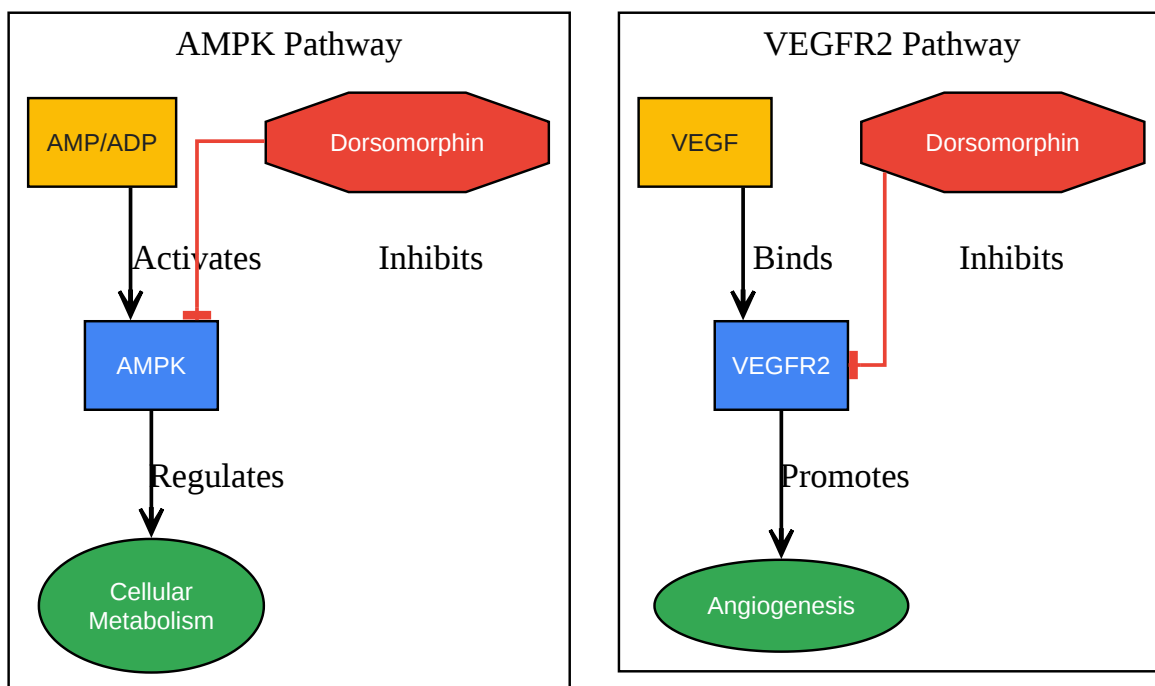 AMPK Pathway
AMP/ADP
Dorsomorphin
Activates
Inhibits
AMPK
Regulates
Cellular
Metabolism
VEGFR2 Pathway
VEGF
Dorsomorphin
Binds
Inhibits
VEGFR2
Promotes
Angiogenesis